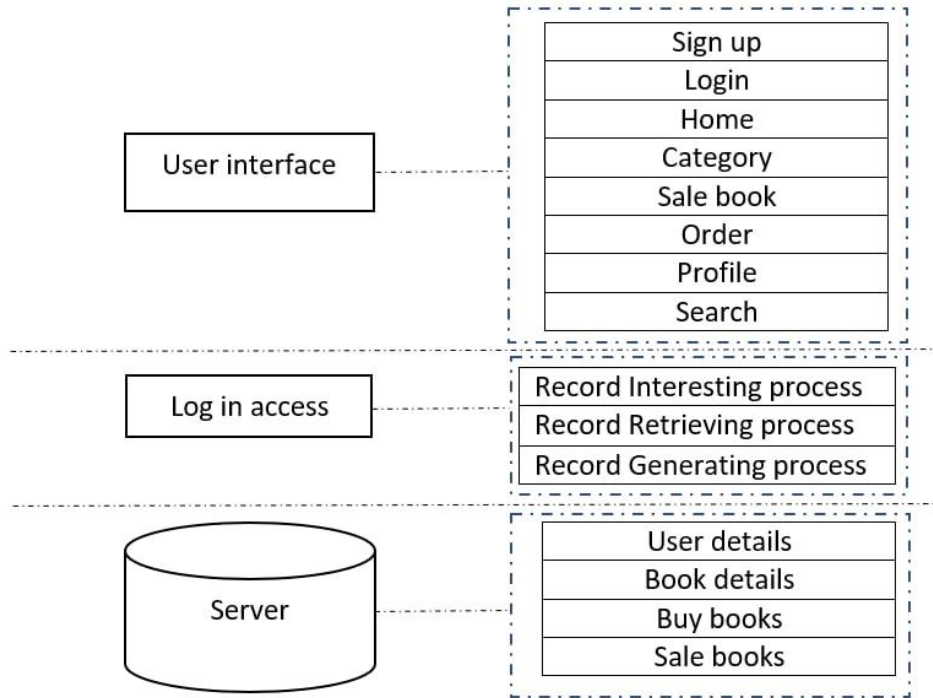 Sign up
Login
Home
Category
User interface
Sale book
Order
Profile
Search
Log in access
Record Interesting process
Record Retrieving process
Record Generating process
Server
User details
Book details
Buy books
Sale books